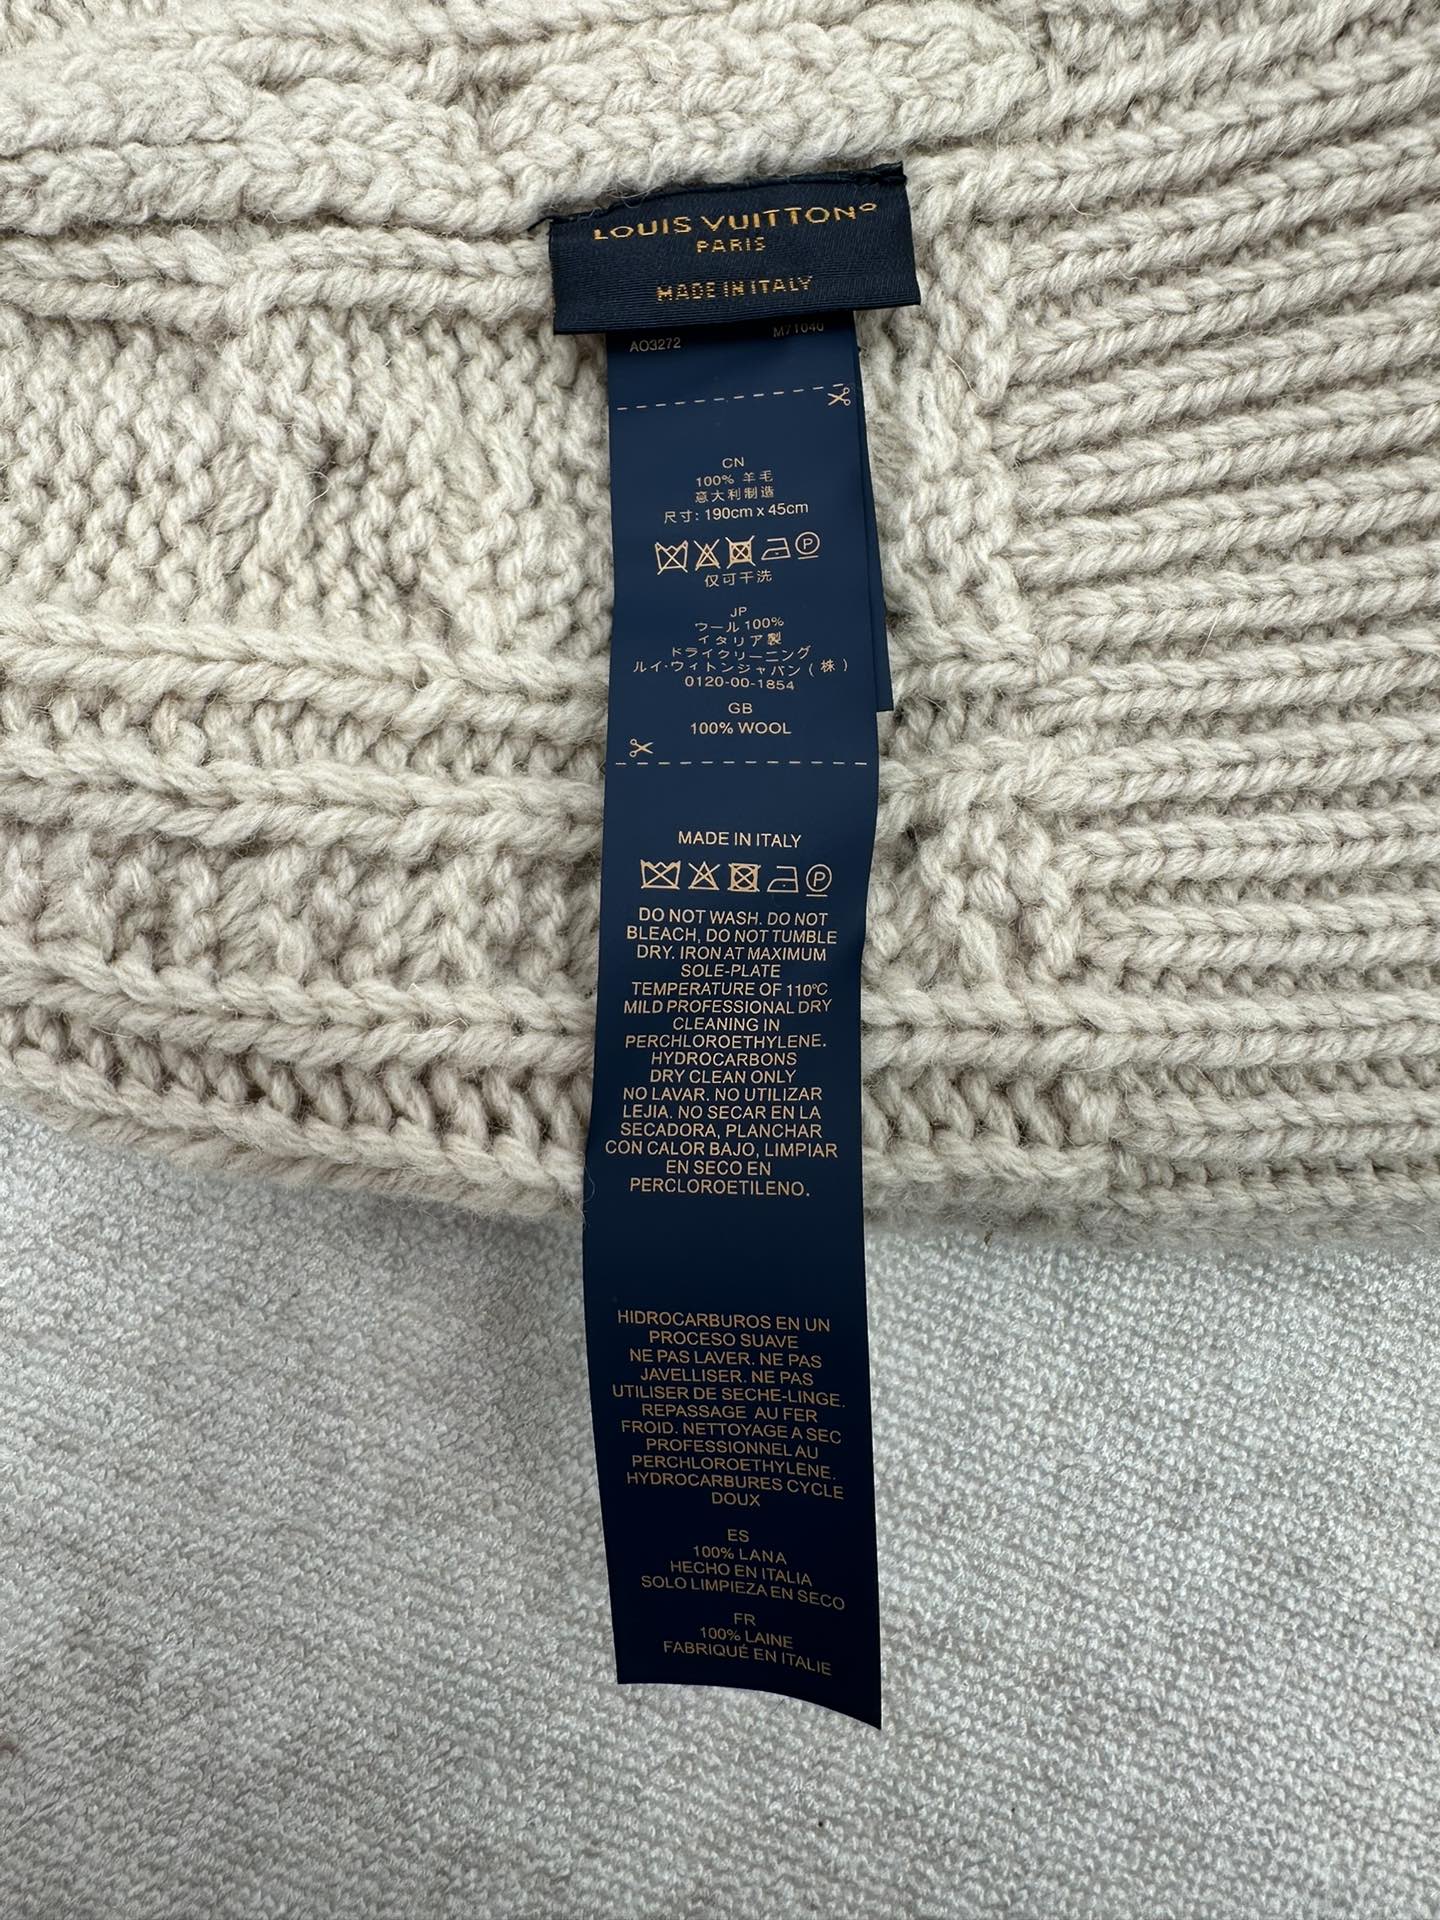 LOUIS VUITTON®
PARIS
MADE IN ITALY
AO3272 M71040
CN
100% 羊毛
意大利制造
尺寸: 190cm x 45cm
P
仅可干洗
JP
ウール 100%
イタリア製
ドライクリーニング
ルイ・ウィトンジャパン (株)
0120-00-1854
GB
100% WOOL
MADE IN ITALY
P
DO NOT WASH. DO NOT
BLEACH, DO NOT TUMBLE
DRY. IRON AT MAXIMUM
SOLE-PLATE
TEMPERATURE OF 110℃
MILD PROFESSIONAL DRY
CLEANING IN
PERCHLOROETHYLENE.
HYDROCARBONS
DRY CLEAN ONLY
NO LAVAR. NO UTILIZAR
LEJIA. NO SECAR EN LA
SECADORA, PLANCHAR
CON CALOR BAJO, LIMPIAR
EN SECO EN
PERCLOROETILENO.
HIDROCARBUROS EN UN
PROCESO SUAVE
NE PAS LAVER. NE PAS
JAVELLISER. NE PAS
UTILISER DE SECHE-LINGE.
REPASSAGE AU FER
FROID. NETTOYAGE A SEC
PROFESSIONNEL AU
PERCHLOROETHYLENE.
HYDROCARBURES CYCLE
DOUX
ES
100% LANA
HECHO EN ITALIA
SOLO LIMPIEZA EN SECO
FR
100% LAINE
FABRIQUÉ EN ITALIE